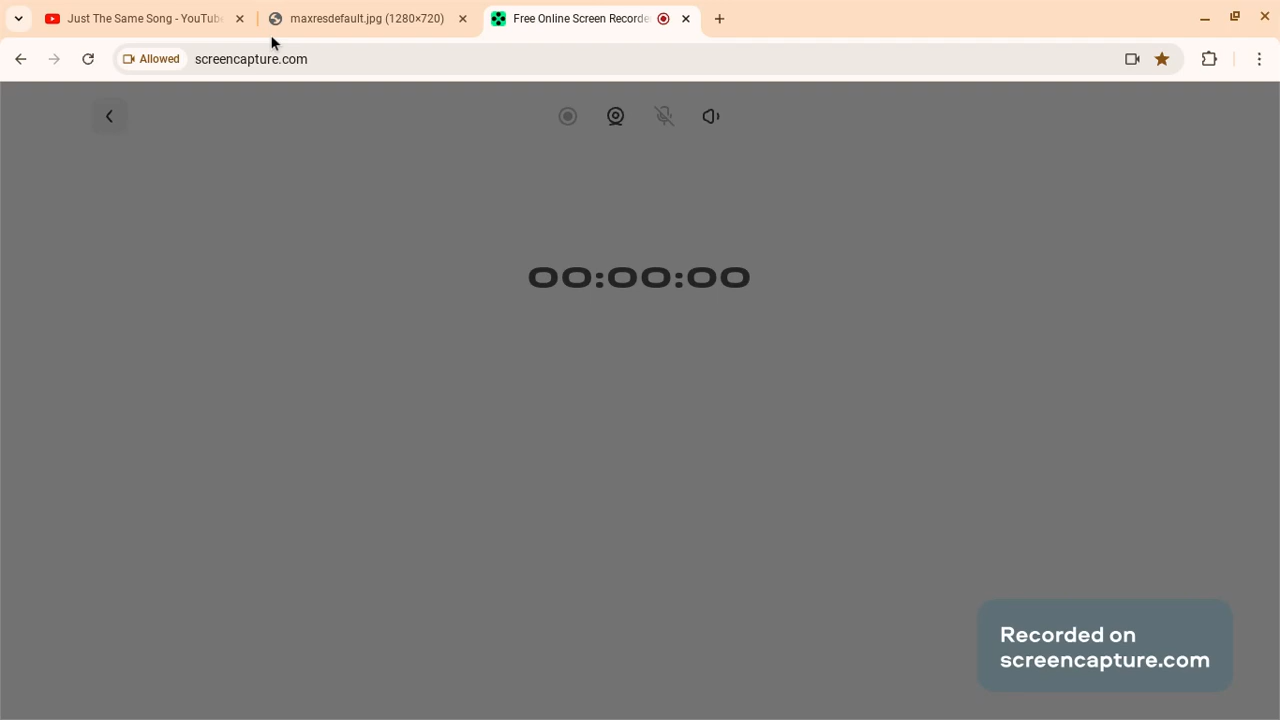 Just The Same Song - YouTube
maxresdefault.jpg (1280×720)
Free Online Screen Recorde
Allowed
screencapture.com
00:00:00
Recorded on
screencapture.com